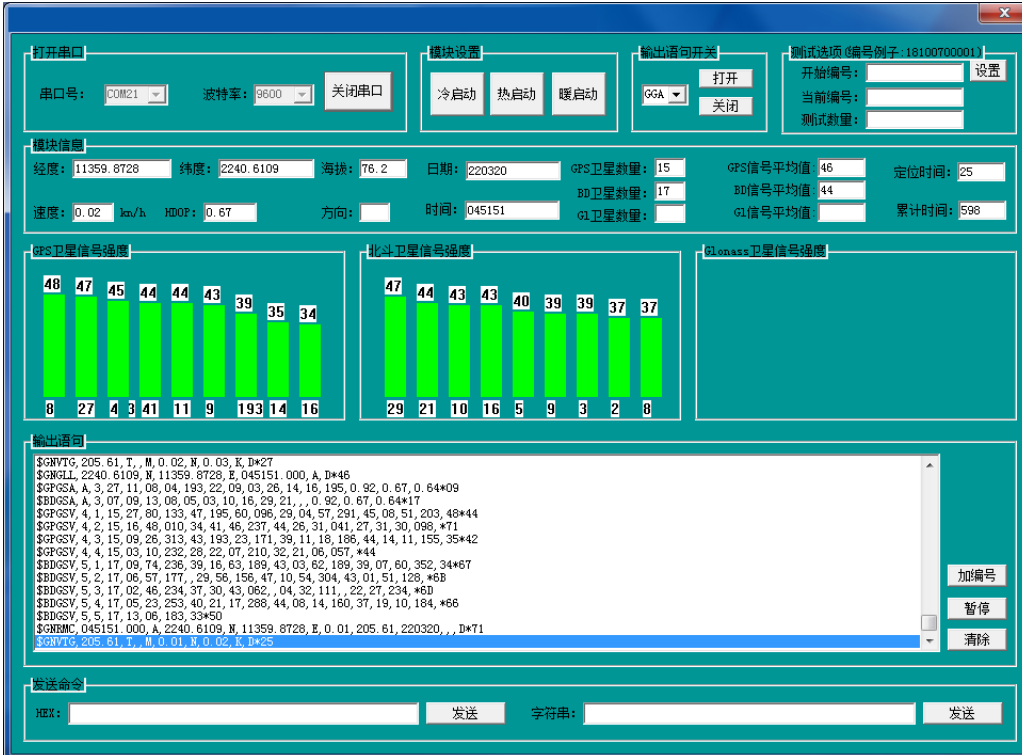 打开串口
串口号: COM21 波特率: 9600 关闭串口
模块设置
冷启动 热启动 暖启动
输出语句开关
GGA 打开
关闭
测试选项(编号例子:18100700001)
开始编号: 设置
当前编号:
测试数量:
模块信息
经度: 11359.8728 纬度: 2240.6109 海拔: 76.2 日期: 220320 GPS卫星数量: 15 GPS信号平均值: 46 定位时间: 25
BD卫星数量: 17 BD信号平均值: 44
速度: 0.02 km/h HDOP: 0.67 方向: 时间: 045151 Gl卫星数量: Gl信号平均值: 累计时间: 598
GPS卫星信号强度
48 47 45 44 44 43 39 35 34
8 27 4 3 41 11 9 193 14 16
北斗卫星信号强度
47 44 43 43 40 39 39 37 37
29 21 10 16 5 9 3 2 8
Glonass卫星信号强度
输出语句
$GNVTG,205.61,T,,M,0.02,N,0.03,K,D*27
$GNGLL,2240.6109,N,11359.8728,E,045151.000,A,D*46
$GPGSA,A,3,27,11,08,04,193,22,09,03,26,14,16,195,0.92,0.67,0.64*09
$BDGSA,A,3,07,09,13,08,05,03,10,16,29,21,,,0.92,0.67,0.64*17
$GPGSV,4,1,15,27,80,133,47,195,60,096,29,04,57,291,45,08,51,203,48*44
$GPGSV,4,2,15,16,48,010,34,41,46,237,44,26,31,041,27,31,30,098,*71
$GPGSV,4,3,15,09,26,313,43,193,23,171,39,11,18,186,44,14,11,155,35*42
$GPGSV,4,4,15,03,10,232,28,22,07,210,32,21,06,057,*44
$BDGSV,5,1,17,09,74,236,39,16,63,189,43,03,62,189,39,07,60,352,34*67
$BDGSV,5,2,17,06,57,177,,29,56,156,47,10,54,304,43,01,51,128,*6B
$BDGSV,5,3,17,02,46,234,37,30,43,062,,04,32,111,,22,27,234,*6D
$BDGSV,5,4,17,05,23,253,40,21,17,288,44,08,14,160,37,19,10,184,*66
$BDGSV,5,5,17,13,06,183,33*50
$GNRMC,045151.000,A,2240.6109,N,11359.8728,E,0.01,205.61,220320,,,D*71
$GNVTG,205.61,T,,M,0.01,N,0.02,K,D*25
加编号
暂停
清除
发送命令
HEX: 发送 字符串: 发送